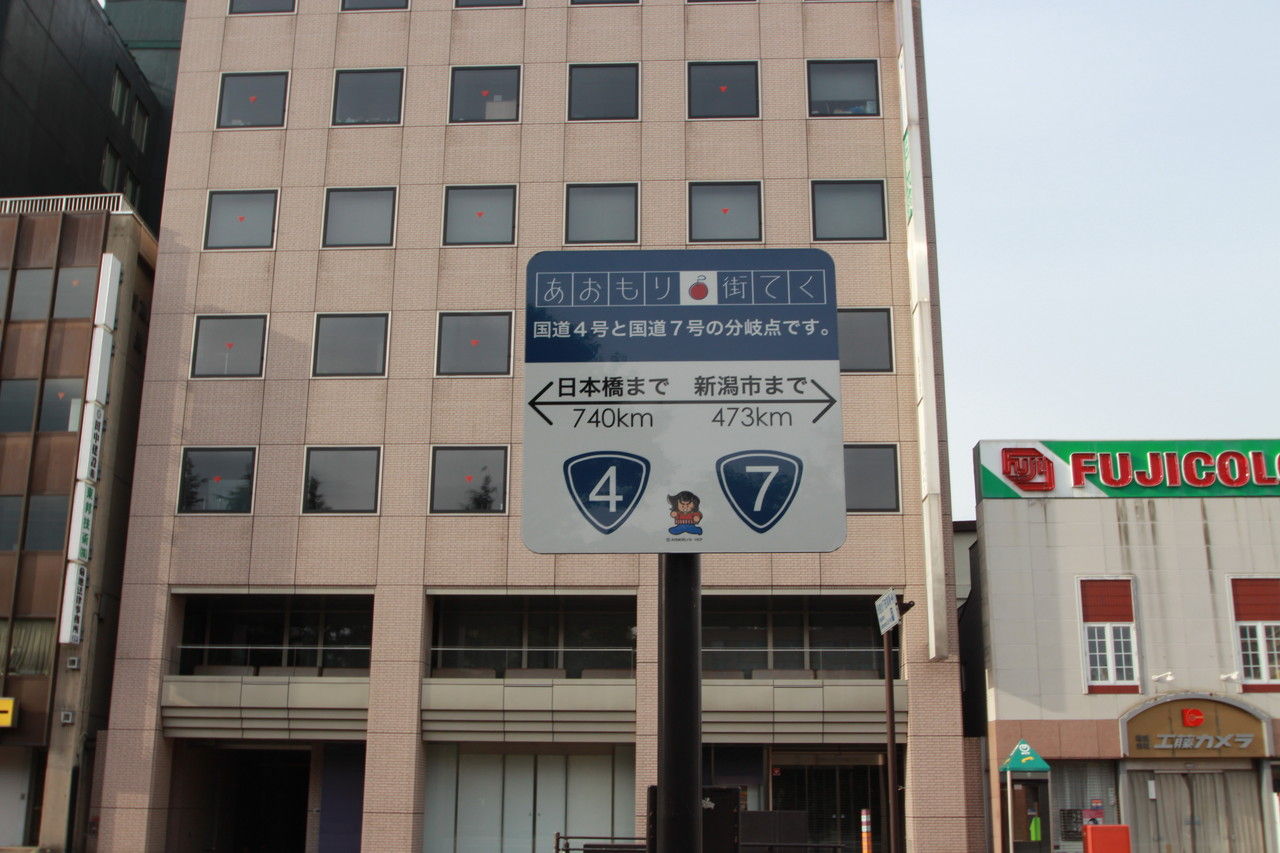 あおもり街てく
国道4号と国道7号の分岐点です。
日本橋まで 新潟市まで
740km 473km
4 7
FUJI FUJICOLO
工藤カメラ